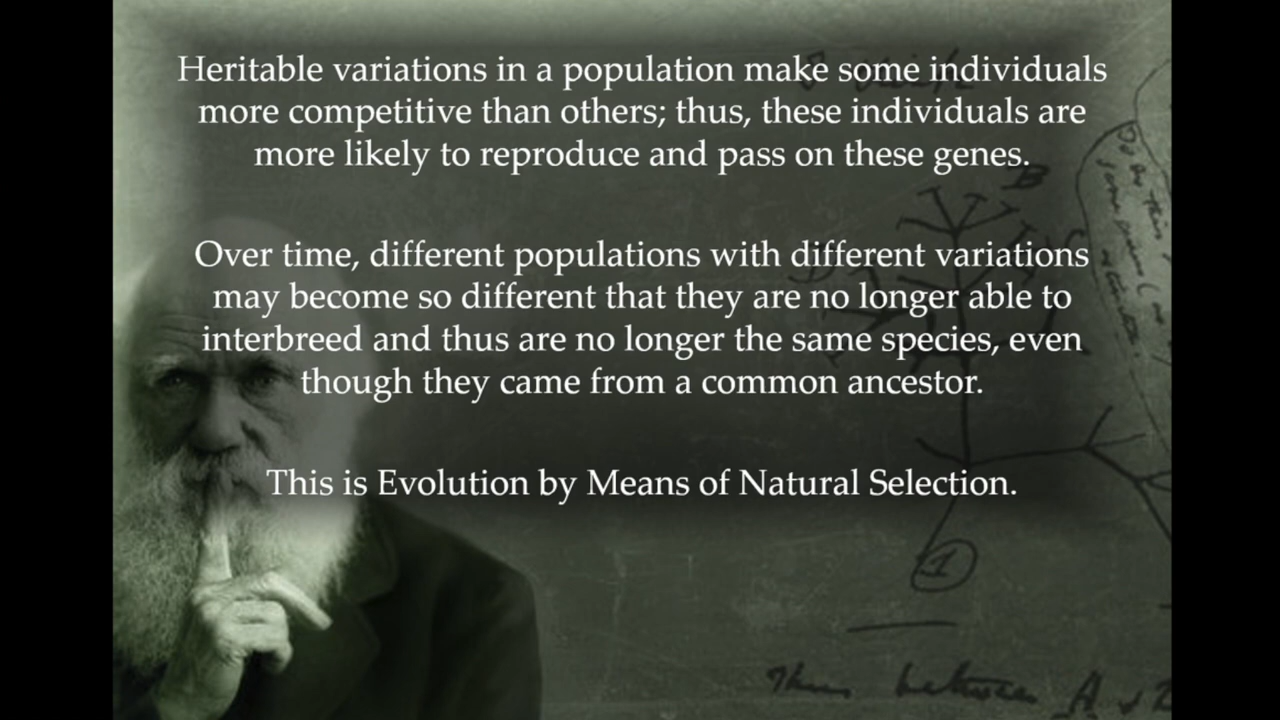 Heritable variations in a population make some individuals
more competitive than others; thus, these individuals are
more likely to reproduce and pass on these genes.
Over time, different populations with different variations
may become so different that they are no longer able to
interbreed and thus are no longer the same species, even
though they came from a common ancestor.
This is Evolution by Means of Natural Selection.
B
1
between A